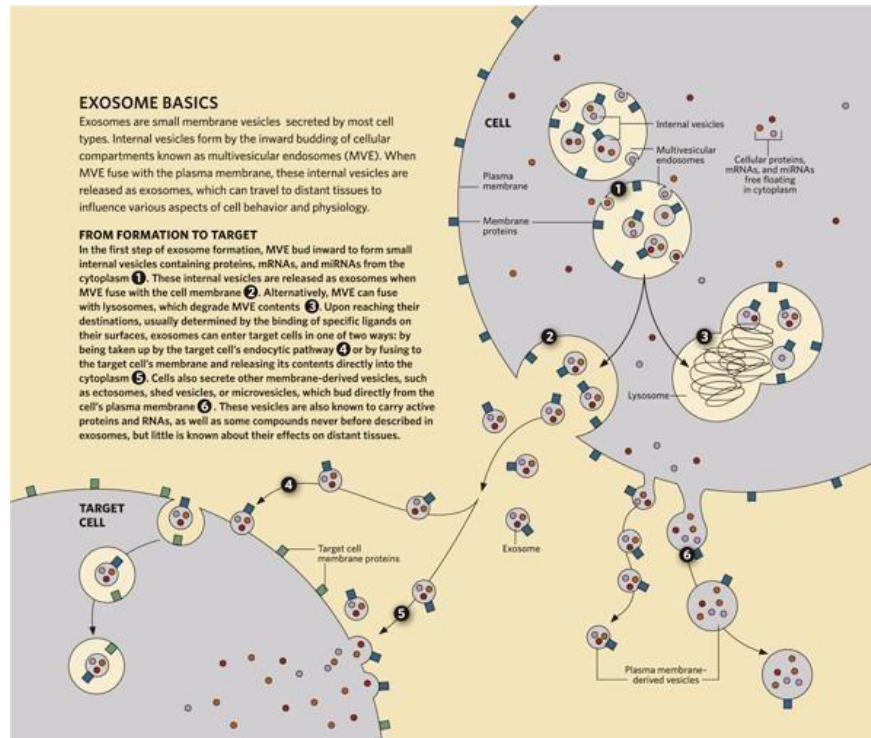 EXOSOME BASICS
Exosomes are small membrane vesicles secreted by most cell
types. Internal vesicles form by the inward budding of cellular
compartments known as multivesicular endosomes (MVE). When
MVE fuse with the plasma membrane, these internal vesicles are
released as exosomes, which can travel to distant tissues to
influence various aspects of cell behavior and physiology.
FROM FORMATION TO TARGET
In the first step of exosome formation, MVE bud inward to form small
internal vesicles containing proteins, mRNAs, and miRNAs from the
cytoplasm 1. These internal vesicles are released as exosomes when
MVE fuse with the cell membrane 2. Alternatively, MVE can fuse
with lysosomes, which degrade MVE contents 3. Upon reaching their
destinations, usually determined by the binding of specific ligands on
their surfaces, exosomes can enter target cells in one of two ways: by
being taken up by the target cell's endocytic pathway 4 or by fusing to
the target cell's membrane and releasing its contents directly into the
cytoplasm 5. Cells also secrete other membrane-derived vesicles, such
as ectosomes, shed vesicles, or microvesicles, which bud directly from the
cell's plasma membrane 6. These vesicles are also known to carry active
proteins and RNAs, as well as some compounds never before described in
exosomes, but little is known about their effects on distant tissues.
CELL
Internal vesicles
Multivesicular
endosomes
Cellular proteins,
mRNAs, and miRNAs
free floating
in cytoplasm
Plasma
membrane
1
Membrane
proteins
2
3
Lysosome
4
TARGET
CELL
Exosome
Target cell
membrane proteins
6
5
Plasma membrane–
derived vesicles